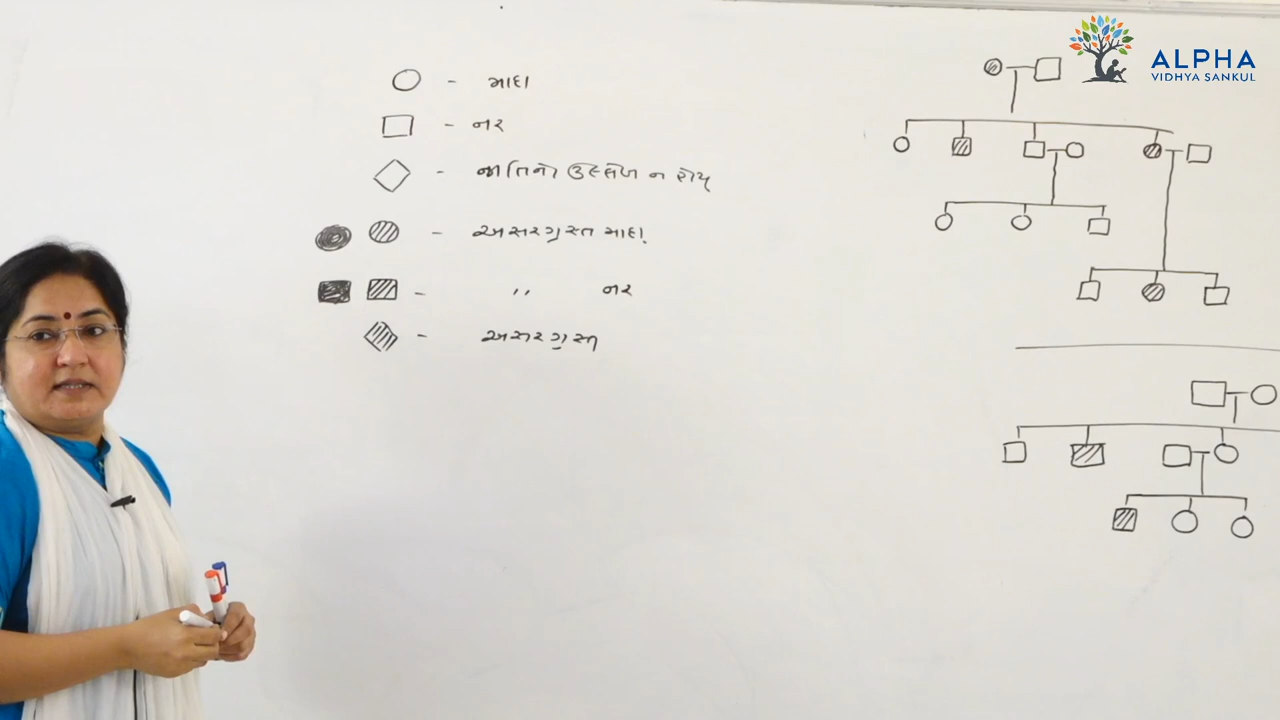 ALPHA
VIDHYA SANKUL
- માદા
- નર
- જાતિનો ઉલ્લેખ ન હોય
- અસરગ્રસ્ત માદા
- ,, નર
- અસરગ્રસ્ત